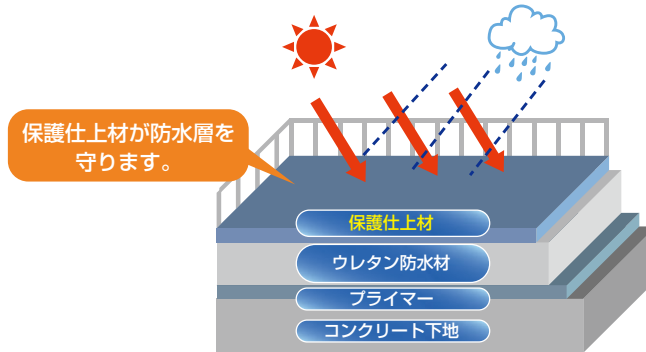 保護仕上材が防水層を
守ります。
保護仕上材
ウレタン防水材
プライマー
コンクリート下地